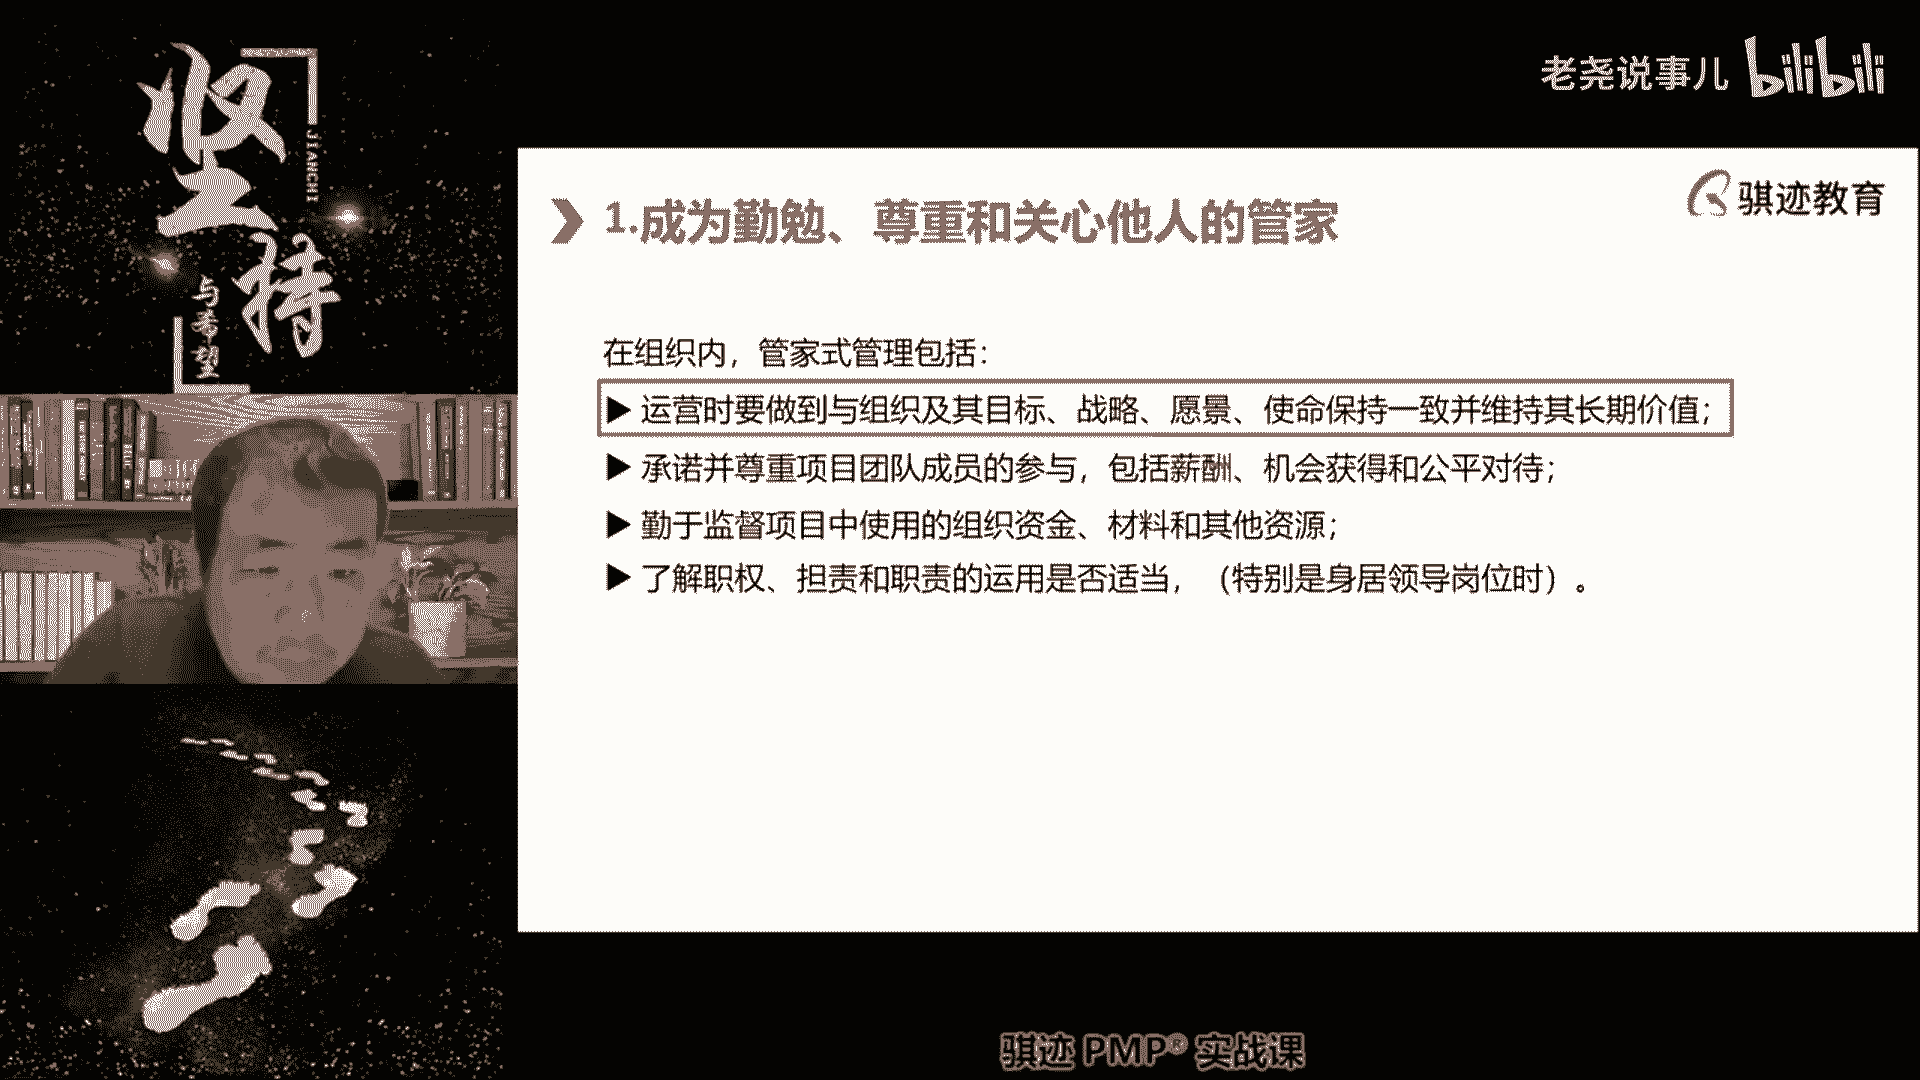 坚持
JIANCHI
与希望
老尧说事儿 bilibili
骐迹教育
1.成为勤勉、尊重和关心他人的管家
在组织内，管家式管理包括：
▶ 运营时要做到与组织及其目标、战略、愿景、使命保持一致并维持其长期价值；
▶ 承诺并尊重项目团队成员的参与，包括薪酬、机会获得和公平对待；
▶ 勤于监督项目中使用的组织资金、材料和其他资源；
▶ 了解职权、担责和职责的运用是否适当，（特别是身居领导岗位时）。
骐迹 PMP® 实战课